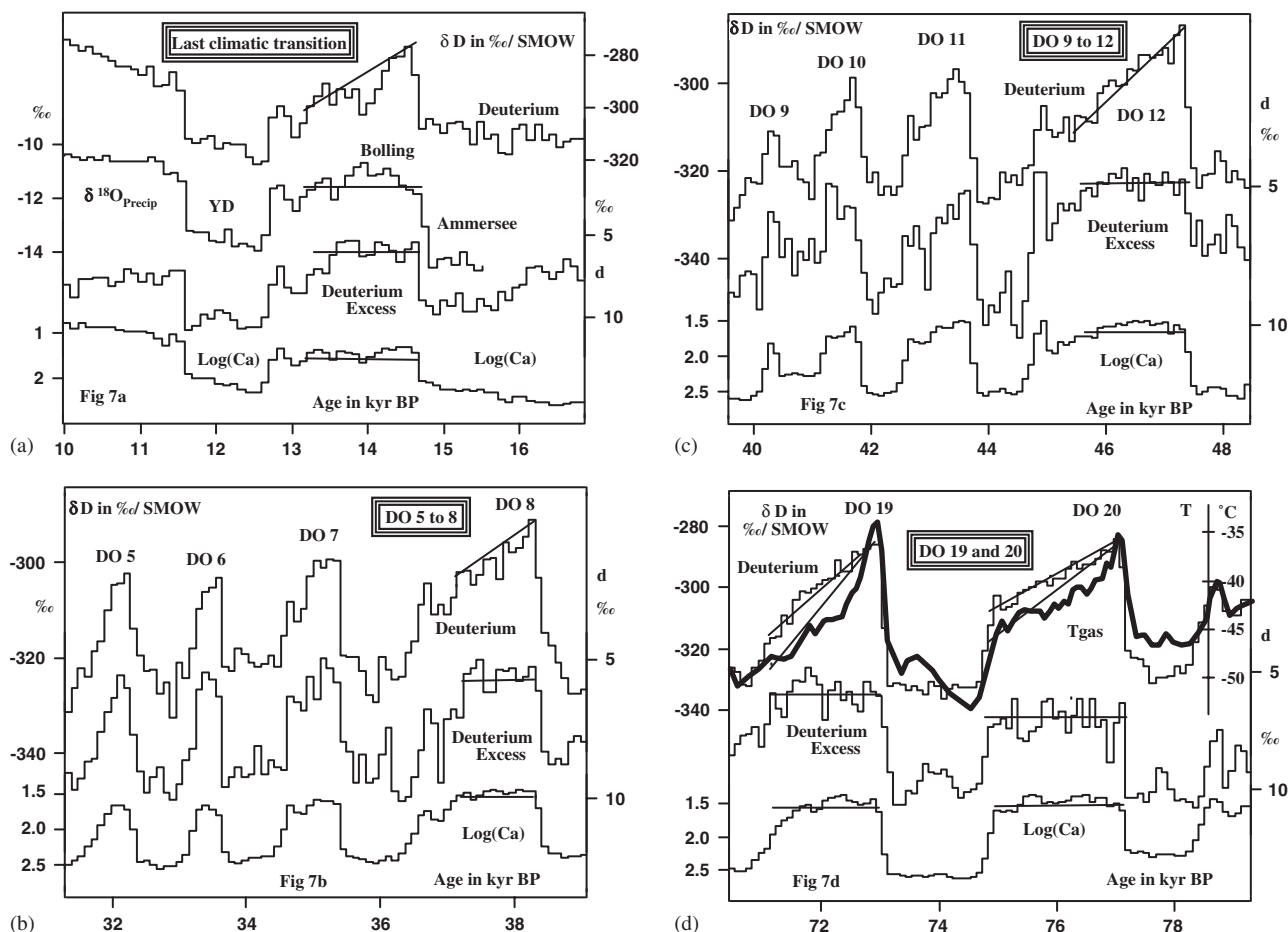 Last climatic transition
δ D in ‰/ SMOW
-280
-300
-320
‰
-10
-12
-14
Deuterium
Bolling
δ 18OPrecip
YD
Ammersee
‰
5
d
10
Deuterium
Excess
1
2
Log(Ca)
Log(Ca)
Fig 7a
Age in kyr BP
(a)
10 11 12 13 14 15 16
δ D in ‰/ SMOW
DO 9 to 12
DO 11
DO 10
DO 9
DO 12
Deuterium
-300
-320
-340
d
‰
5
10
Deuterium
Excess
1.5
2.0
2.5
Log(Ca)
Fig 7c
Age in kyr BP
(c)
40 42 44 46 48
δ D in ‰/ SMOW
DO 5 to 8
DO 8
DO 7
DO 5
DO 6
-300
‰
-320
-340
d
‰
5
10
Deuterium
Deuterium
Excess
1.5
2.0
2.5
Log(Ca)
Fig 7b
Age in kyr BP
(b)
32 34 36 38
δ D in
‰/ SMOW
DO 19
DO 20
T
°C
DO 19 and 20
-280
-300
-320
-340
-35
-40
-45
-50
Deuterium
Tgas
d
5
‰
10
Deuterium
Excess
1.5
2.0
2.5
Log(Ca)
Fig 7d
Age in kyr BP
(d)
72 74 76 78